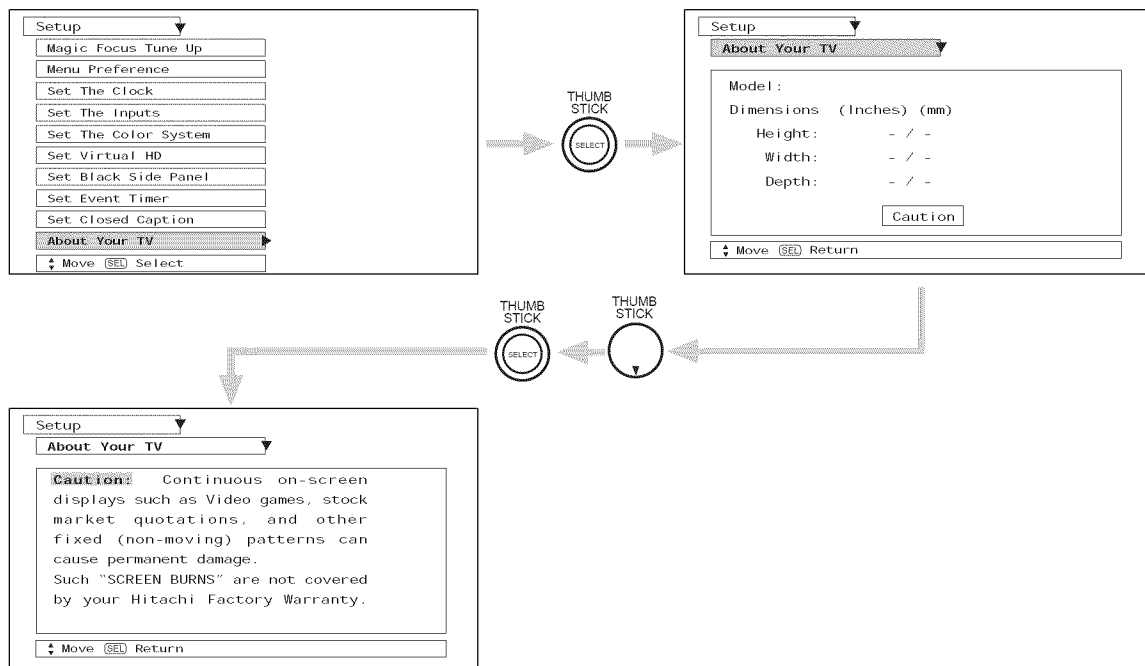 Setup
Magic Focus Tune Up
Menu Preference
Set The Clock
Set The Inputs
Set The Color System
Set Virtual HD
Set Black Side Panel
Set Event Timer
Set Closed Caption
About Your TV
Move SEL Select
THUMB
STICK
SELECT
Setup
About Your TV
Model:
Dimensions (Inches) (mm)
Height: - / -
Width: - / -
Depth: - / -
Caution
Move SEL Return
THUMB
STICK
THUMB
STICK
SELECT
Setup
About Your TV
Caution: Continuous on-screen
displays such as Video games, stock
market quotations, and other
fixed (non-moving) patterns can
cause permanent damage.
Such "SCREEN BURNS" are not covered
by your Hitachi Factory Warranty.
Move SEL Return